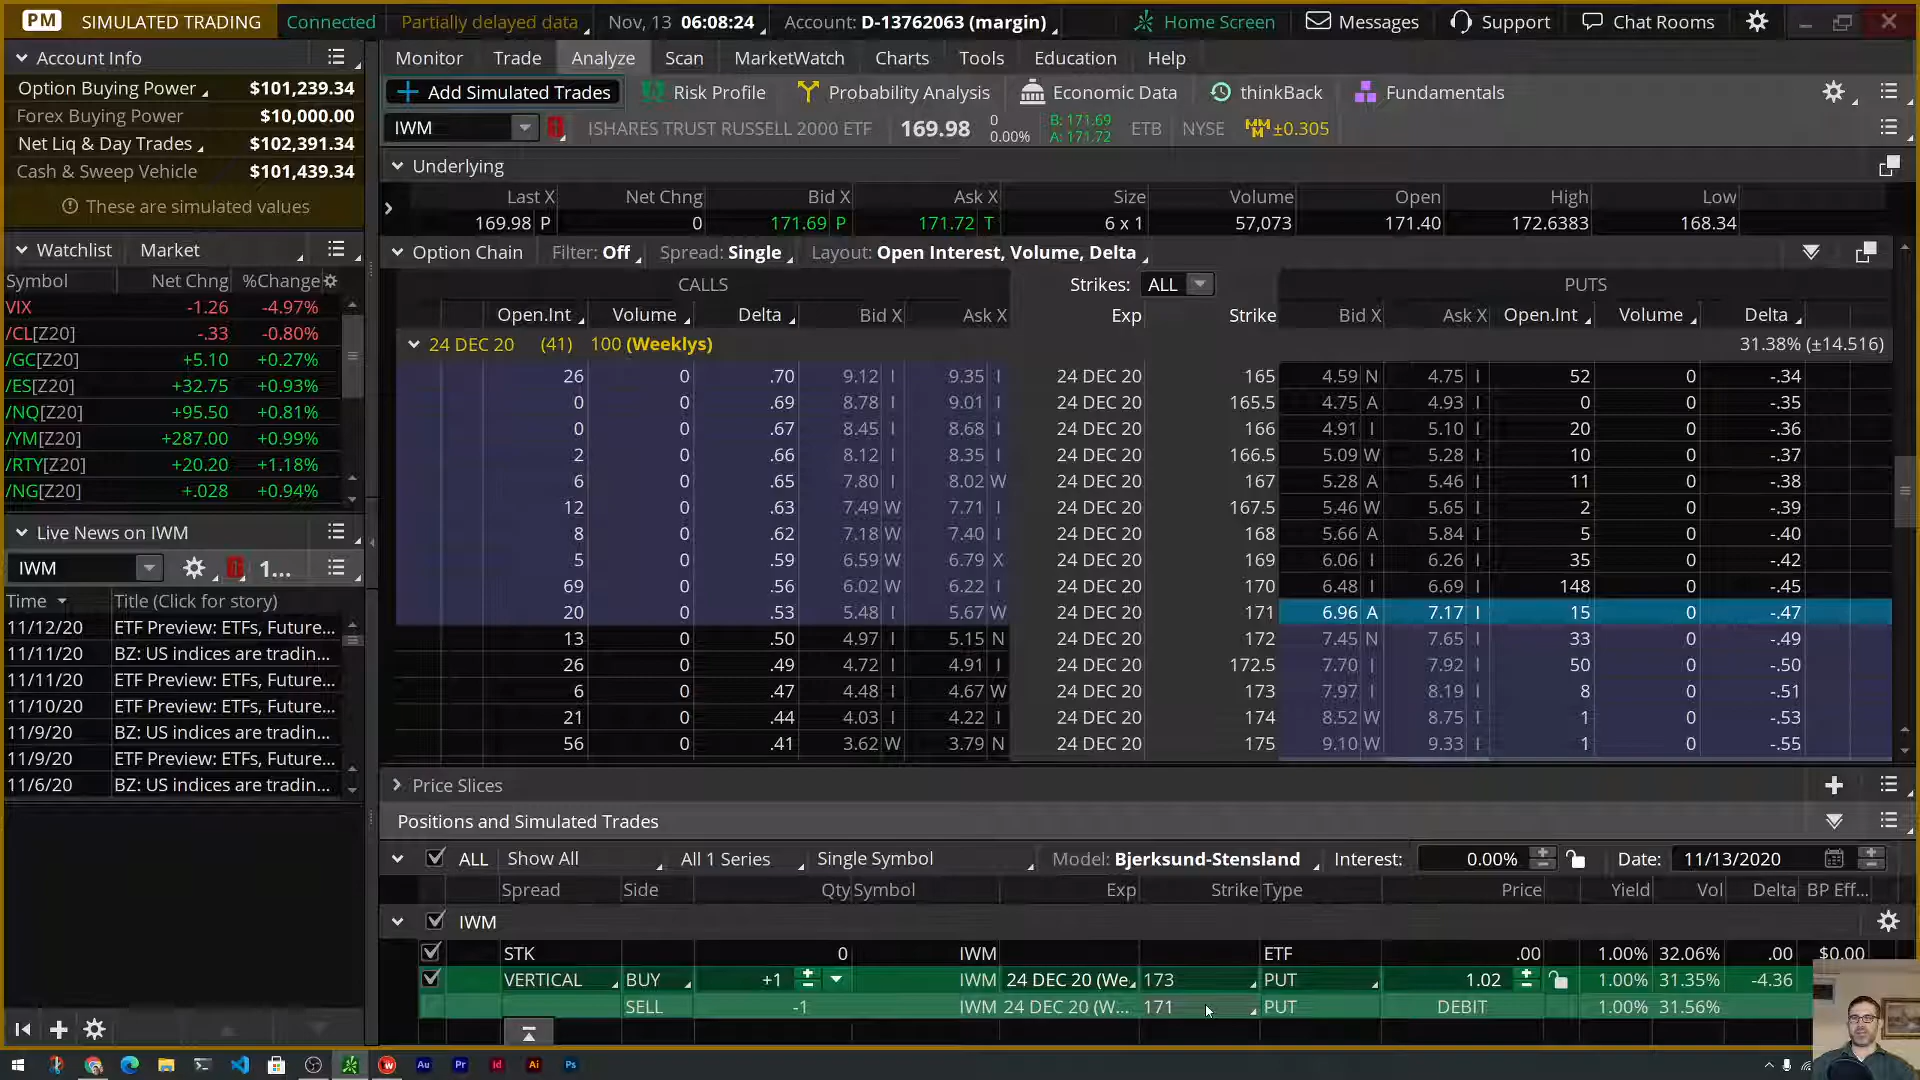 PM SIMULATED TRADING Connected Partially delayed data Nov, 13 06:08:24 Account: D-13762063 (margin) Home Screen Messages Support Chat Rooms
Account Info
Option Buying Power $101,239.34
Forex Buying Power $10,000.00
Net Liq & Day Trades $102,391.34
Cash & Sweep Vehicle $101,439.34
These are simulated values
Watchlist Market
Symbol Net Chng %Change
VIX -1.26 -4.97%
/CL[Z20] -.33 -0.80%
/GC[Z20] +5.10 +0.27%
/ES[Z20] +32.75 +0.93%
/NQ[Z20] +95.50 +0.81%
/YM[Z20] +287.00 +0.99%
/RTY[Z20] +20.20 +1.18%
/NG[Z20] +.028 +0.94%
Live News on IWM
IWM 1...
Time Title (Click for story)
11/12/20 ETF Preview: ETFs, Future...
11/11/20 BZ: US indices are tradin...
11/11/20 ETF Preview: ETFs, Future...
11/10/20 ETF Preview: ETFs, Future...
11/9/20 BZ: US indices are tradin...
11/9/20 ETF Preview: ETFs, Future...
11/6/20 BZ: US indices are tradin...
Monitor Trade Analyze Scan MarketWatch Charts Tools Education Help
Add Simulated Trades Risk Profile Probability Analysis Economic Data thinkBack Fundamentals
IWM ISHARES TRUST RUSSELL 2000 ETF 169.98 0 0.00% B: 171.69 A: 171.72 ETB NYSE MM ±0.305
Underlying
Last X Net Chng Bid X Ask X Size Volume Open High Low
169.98 P 0 171.69 P 171.72 T 6 x 1 57,073 171.40 172.6383 168.34
Option Chain Filter: Off Spread: Single Layout: Open Interest, Volume, Delta
CALLS Strikes: ALL PUTS
Open.Int Volume Delta Bid X Ask X Exp Strike Bid X Ask X Open.Int Volume Delta
24 DEC 20 (41) 100 (Weeklys) 31.38% (±14.516)
26 0 .70 9.12 I 9.35 I 24 DEC 20 165 4.59 N 4.75 I 52 0 -.34
0 0 .69 8.78 I 9.01 I 24 DEC 20 165.5 4.75 A 4.93 I 0 0 -.35
0 0 .67 8.45 I 8.68 I 24 DEC 20 166 4.91 I 5.10 I 20 0 -.36
2 0 .66 8.12 I 8.35 I 24 DEC 20 166.5 5.09 W 5.28 I 10 0 -.37
6 0 .65 7.80 I 8.02 W 24 DEC 20 167 5.28 A 5.46 I 11 0 -.38
12 0 .63 7.49 W 7.71 I 24 DEC 20 167.5 5.46 W 5.65 I 2 0 -.39
8 0 .62 7.18 W 7.40 I 24 DEC 20 168 5.66 A 5.84 I 5 0 -.40
5 0 .59 6.59 W 6.79 X 24 DEC 20 169 6.06 I 6.26 I 35 0 -.42
69 0 .56 6.02 W 6.22 I 24 DEC 20 170 6.48 I 6.69 I 148 0 -.45
20 0 .53 5.48 I 5.67 W 24 DEC 20 171 6.96 A 7.17 I 15 0 -.47
13 0 .50 4.97 I 5.15 N 24 DEC 20 172 7.45 N 7.65 I 33 0 -.49
26 0 .49 4.72 I 4.91 I 24 DEC 20 172.5 7.70 I 7.92 I 50 0 -.50
6 0 .47 4.48 I 4.67 W 24 DEC 20 173 7.97 I 8.19 I 8 0 -.51
21 0 .44 4.03 I 4.22 I 24 DEC 20 174 8.52 W 8.75 I 1 0 -.53
56 0 .41 3.62 W 3.79 N 24 DEC 20 175 9.10 W 9.33 I 1 0 -.55
Price Slices
Positions and Simulated Trades
ALL Show All All 1 Series Single Symbol Model: Bjerksund-Stensland Interest: 0.00% Date: 11/13/2020
Spread Side Qty Symbol Exp Strike Type Price Yield Vol Delta BP Eff...
IWM
STK 0 IWM ETF .00 1.00% 32.06% .00 $0.00
VERTICAL BUY +1 IWM 24 DEC 20 (We... 173 PUT 1.02 1.00% 31.35% -4.36
SELL -1 IWM 24 DEC 20 (W... 171 PUT DEBIT 1.00% 31.56%
Au Pr Id Ai Ps